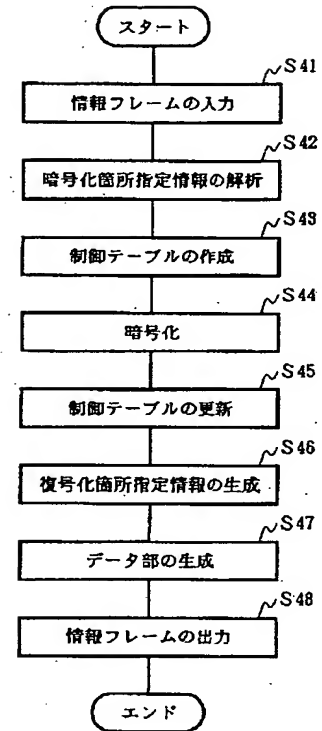 スタート
S41
情報フレームの入力
S42
暗号化箇所指定情報の解析
S43
制御テーブルの作成
S44
暗号化
S45
制御テーブルの更新
S46
復号化箇所指定情報の生成
S47
データ部の生成
S48
情報フレームの出力
エンド